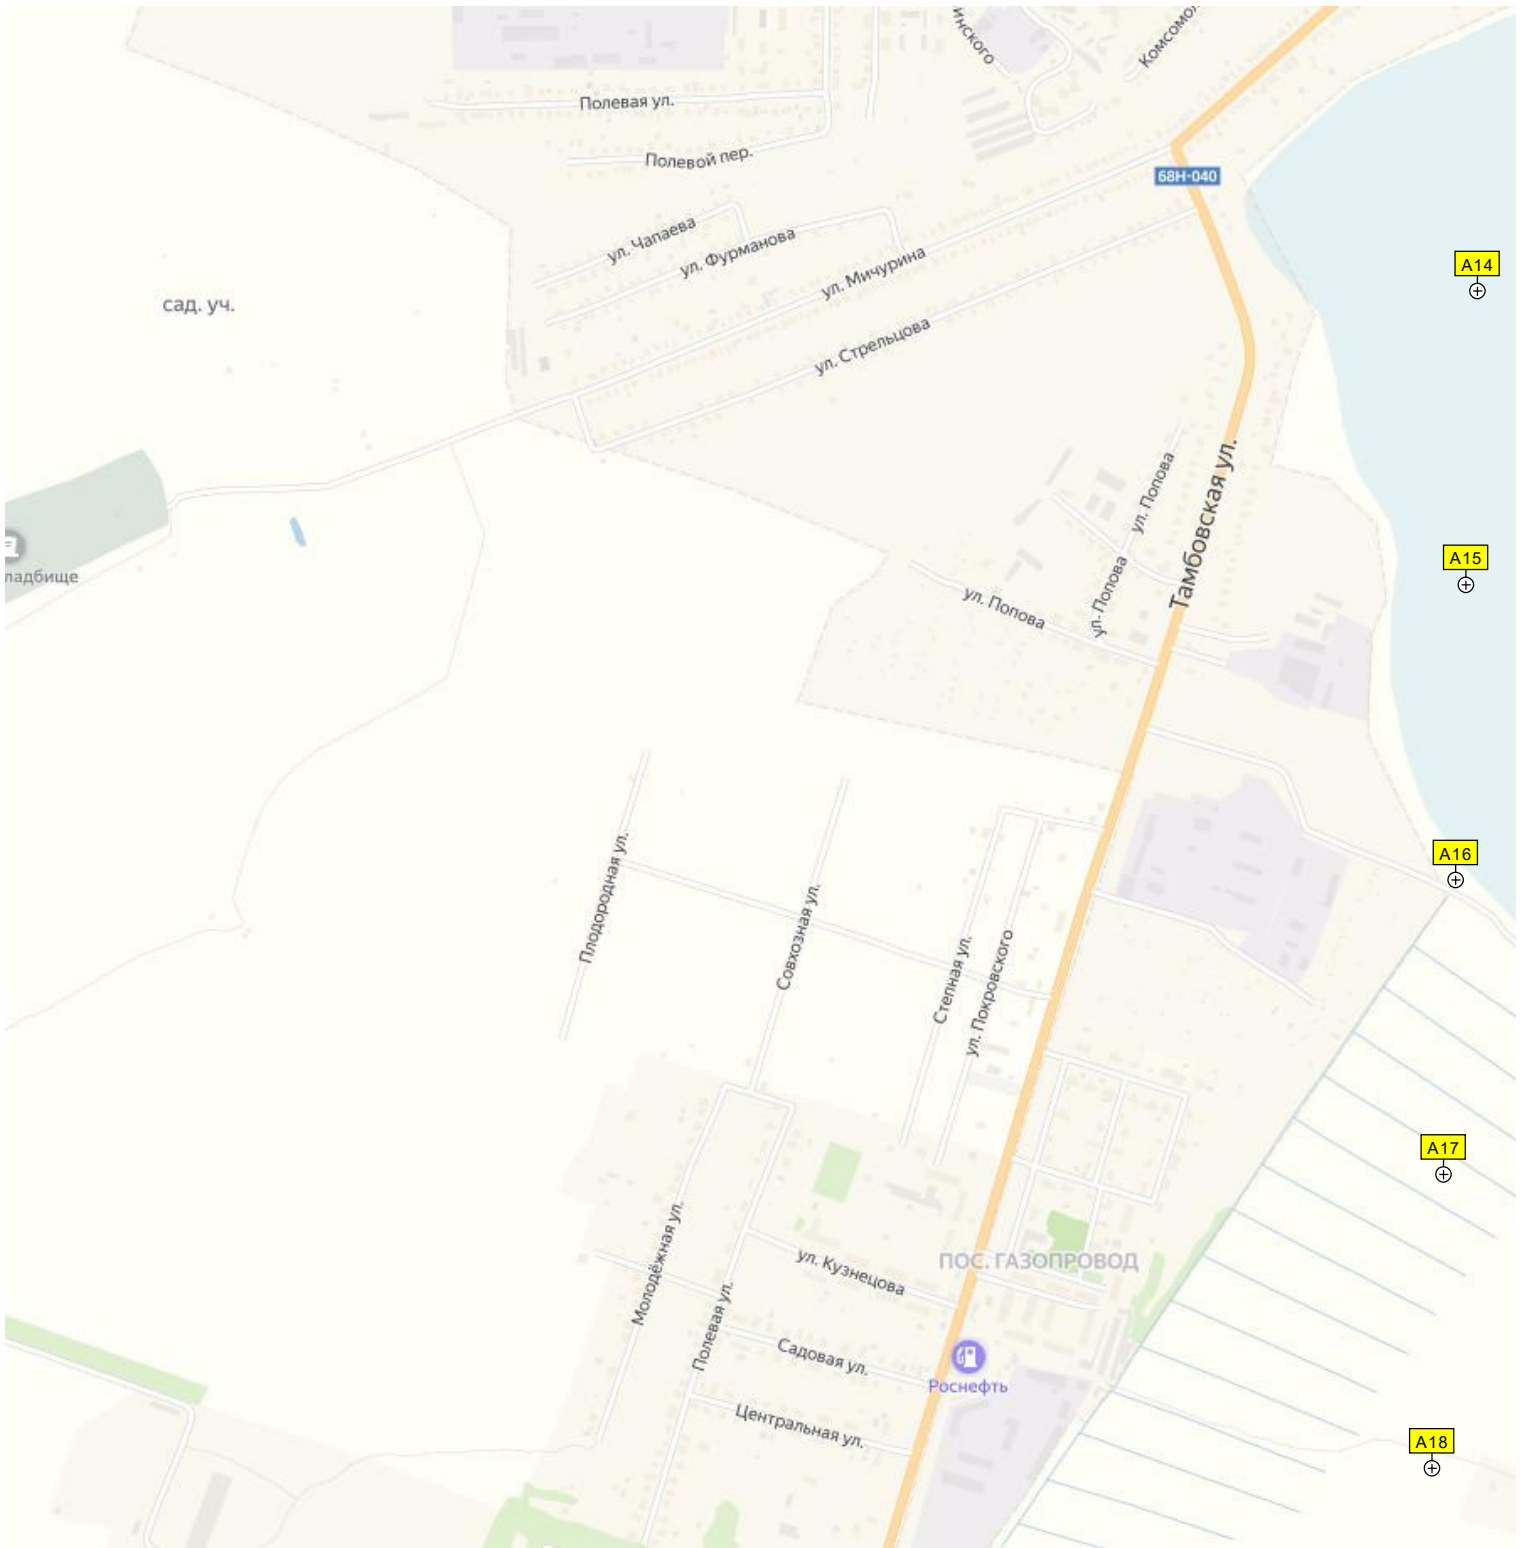 инского
Комсомол
Полевая ул.
Полевой пер.
68Н-040
ул. Чапаева
ул. Фурманова
ул. Мичурина
A14
сад. уч.
ул. Стрельцова
ул. Попова
Тамбовская ул.
ладбище
ул. Попова
ул. Попова
A15
Плодородная ул.
Совхозная ул.
A16
Степная ул.
ул. Покровского
A17
Молодёжная ул.
ул. Кузнецова
ПОС. ГАЗОПРОВОД
Полевая ул.
Садовая ул.
Роснефть
Центральная ул.
A18